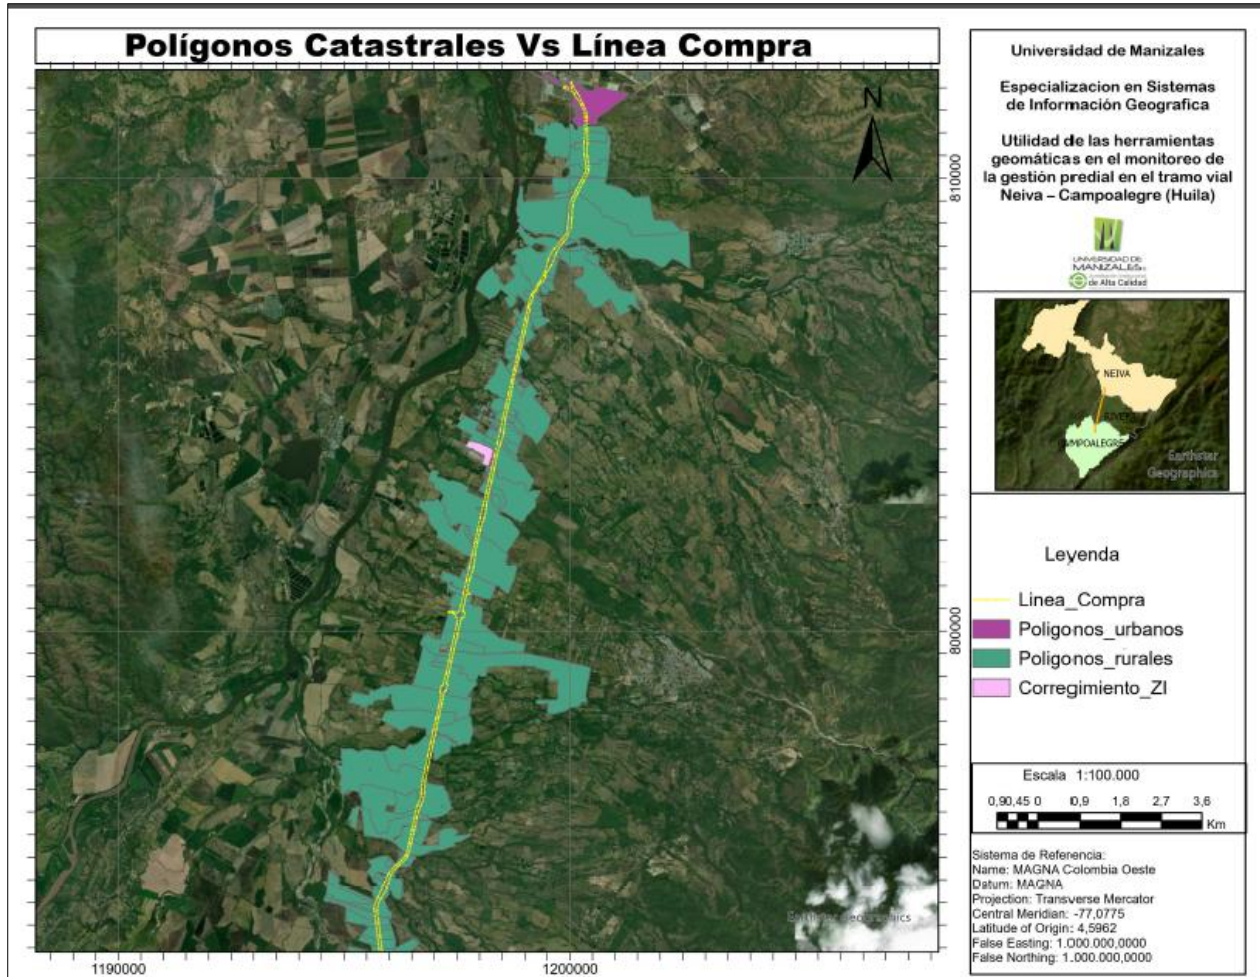 Polígonos Catastrales Vs Línea Compra
N
810000
800000
1190000
1200000
Earthstar Geographics
Universidad de Manizales
Especializacion en Sistemas
de Información Geografica
Utilidad de las herramientas
geomáticas en el monitoreo de
la gestión predial en el tramo vial
Neiva – Campoalegre (Huila)
UNIVERSIDAD DE
MANIZALES
de Alta Calidad
NEIVA
RIVER
MPOALEGRE
Earthstar
Geographics
Leyenda
Linea_Compra
Poligonos_urbanos
Poligonos_rurales
Corregimiento_ZI
Escala 1:100.000
0,90,45 0 0,9 1,8 2,7 3,6
Km
Sistema de Referencia:
Name: MAGNA Colombia Oeste
Datum: MAGNA
Projection: Transverse Mercator
Central Meridian: -77,0775
Latitude of Origin: 4,5962
False Easting: 1.000.000,0000
False Northing: 1.000.000,0000